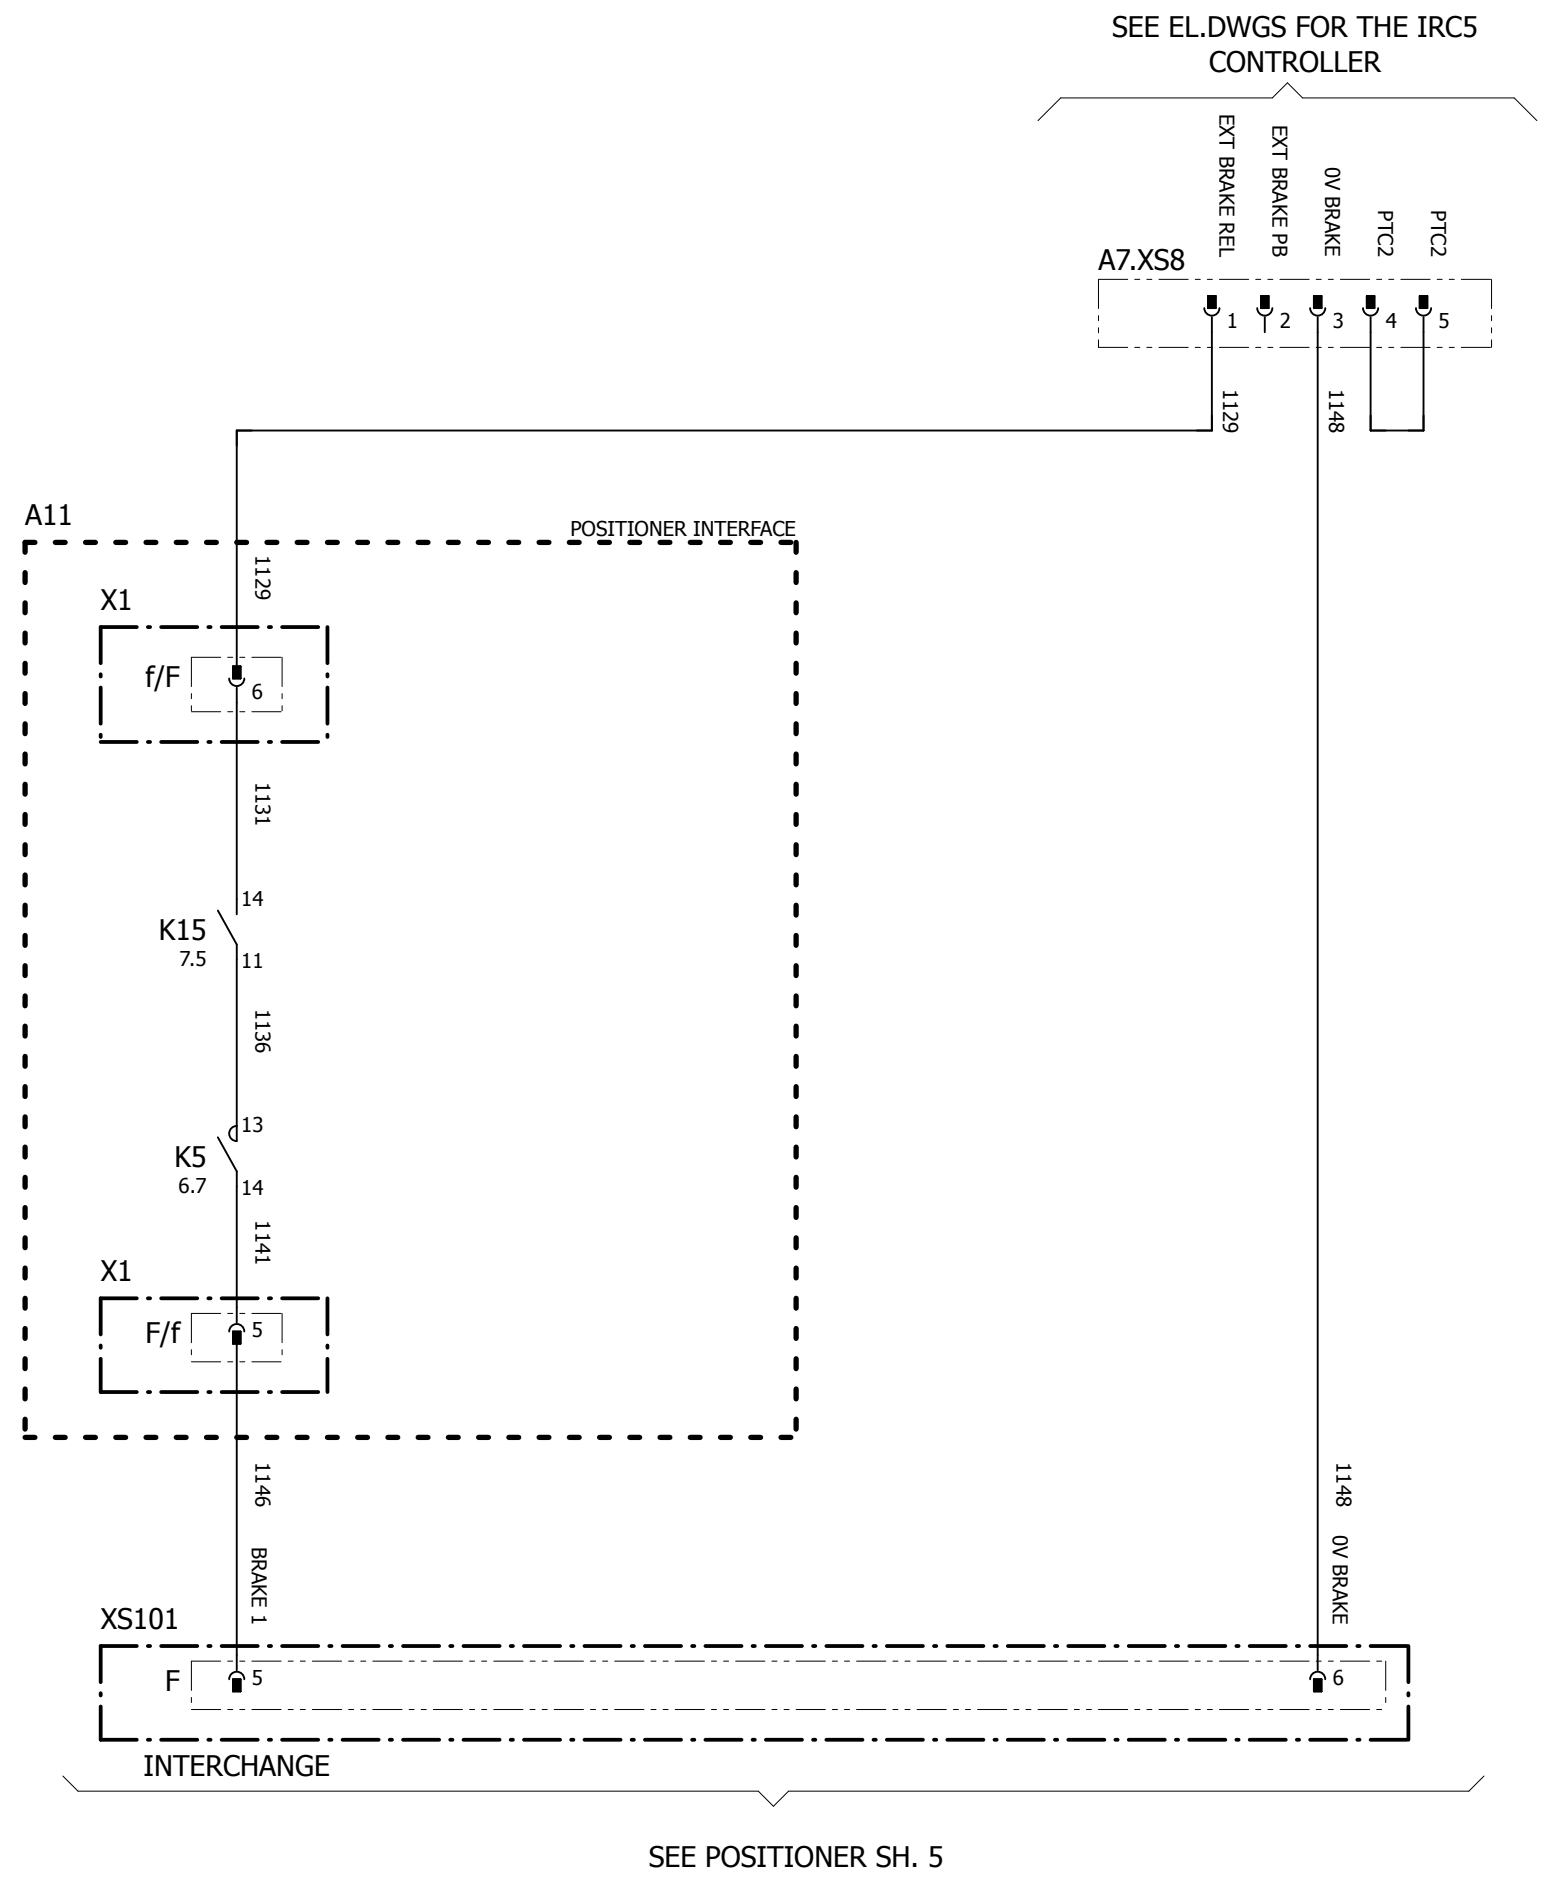 SEE EL.DWGS FOR THE IRC5
CONTROLLER
EXT BRAKE REL
EXT BRAKE PB
0V BRAKE
PTC2
PTC2
A7.XS8
1
2
3
4
5
1129
1148
A11
POSITIONER INTERFACE
1129
X1
f/F
6
1131
14
K15
7.5
11
1136
13
K5
6.7
14
1141
X1
F/f
5
1146
1148
BRAKE 1
0V BRAKE
XS101
F
5
6
INTERCHANGE
SEE POSITIONER SH. 5